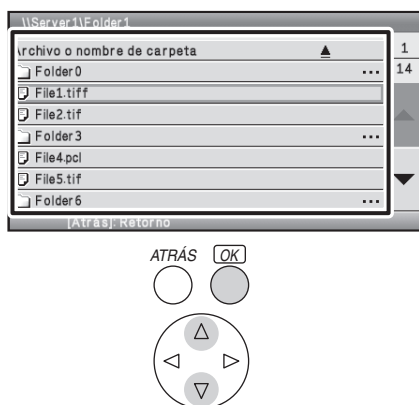 \\Server1\Folder1
Archivo o nombre de carpeta
1
14
Folder0 ...
File1.tiff
File2.tif
Folder3 ...
File4.pcl
File5.tif
Folder6 ...
[Atrás]: Retorno
ATRÁS OK